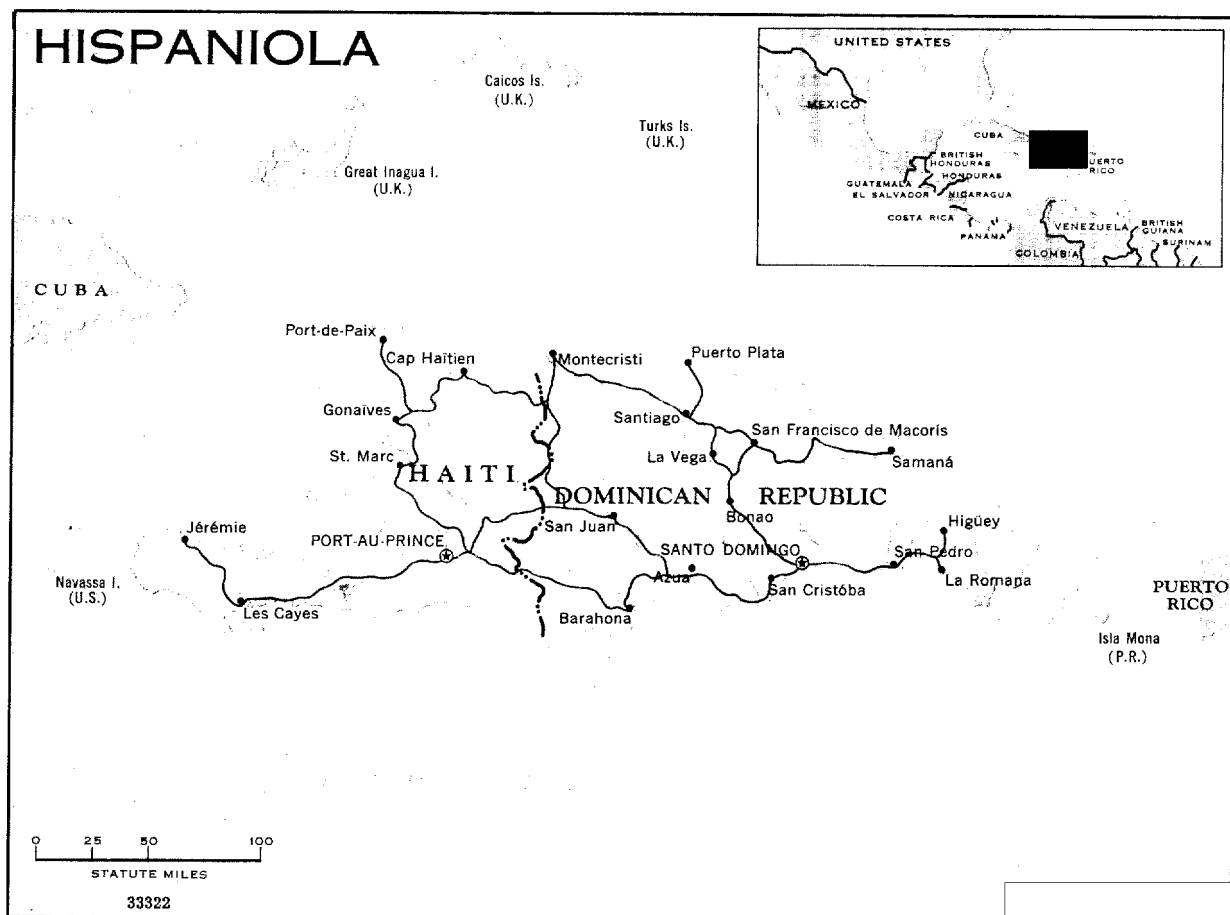 HISPANIOLA
UNITED STATES
MEXICO
CUBA
BRITISH
HONDURAS
HONDURAS
GUATEMALA
EL SALVADOR
NICARAGUA
COSTA RICA
PANAMA
UERTO
RICO
VENEZUELA
BRITISH
GUIANA
SURINAM
COLOMBIA
Caicos Is.
(U.K.)
Turks Is.
(U.K.)
Great Inagua I.
(U.K.)
CUBA
Port-de-Paix
Cap Haïtien
Montecristi
Puerto Plata
Gonaïves
Santiago
San Francisco de Macorís
St. Marc
La Vega
Samaná
HAITI
DOMINICAN REPUBLIC
Bonao
Jérémie
San Juan
Higüey
PORT-AU-PRINCE
SANTO DOMINGO
San Pedro
Azua
La Romana
Navassa I.
(U.S.)
San Cristóba
PUERTO
RICO
Les Cayes
Barahona
Isla Mona
(P.R.)
0 25 50 100
STATUTE MILES
33322